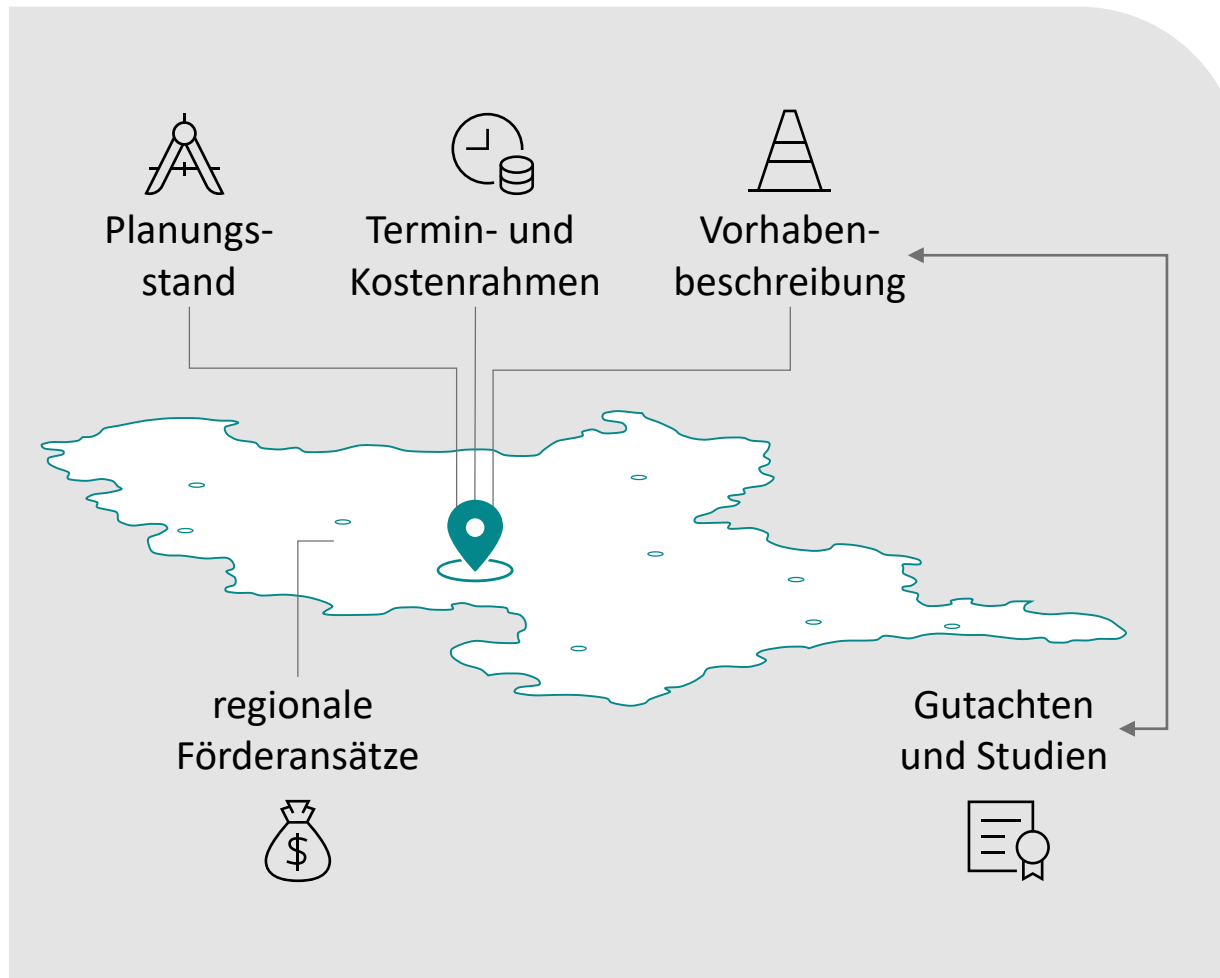 Planungs-
stand
Termin- und
Kostenrahmen
Vorhaben-
beschreibung
regionale
Förderansätze
$
Gutachten
und Studien